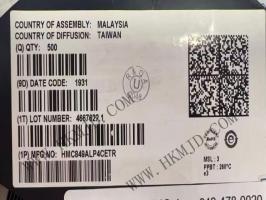 COUNTRY OF ASSEMBLY: MALAYSIA
COUNTRY OF DIFFUSION: TAIWAN
(Q) QTY: 500
(9D) DATE CODE: 1931
(1T) LOT NUMBER: 4667829.1
(1P) MFG NO: HMC849ALP4CETR
MSL : 3
PPBT : 260°C
e3
WWW.HKMJD.COM